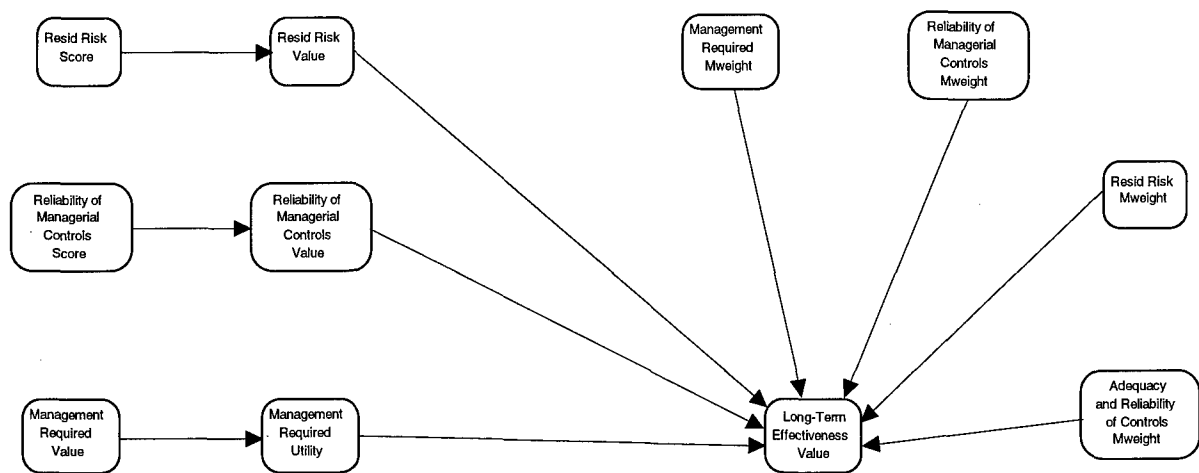 Resid Risk
Score
Resid Risk
Value
Management
Required
Mweight
Reliability of
Managerial
Controls
Mweight
Reliability of
Managerial
Controls
Score
Reliability of
Managerial
Controls
Value
Resid Risk
Mweight
Management
Required
Value
Management
Required
Utility
Long-Term
Effectiveness
Value
Adequacy
and Reliability
of Controls
Mweight